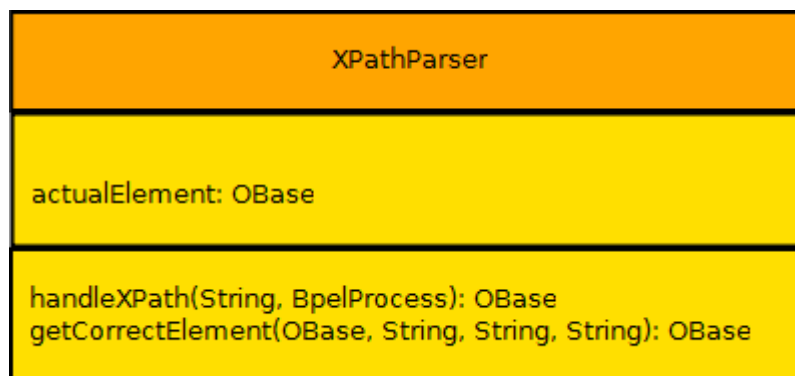 XPathParser
actualElement: OBase
handleXPath(String, BpelProcess): OBase
getCorrectElement(OBase, String, String, String): OBase